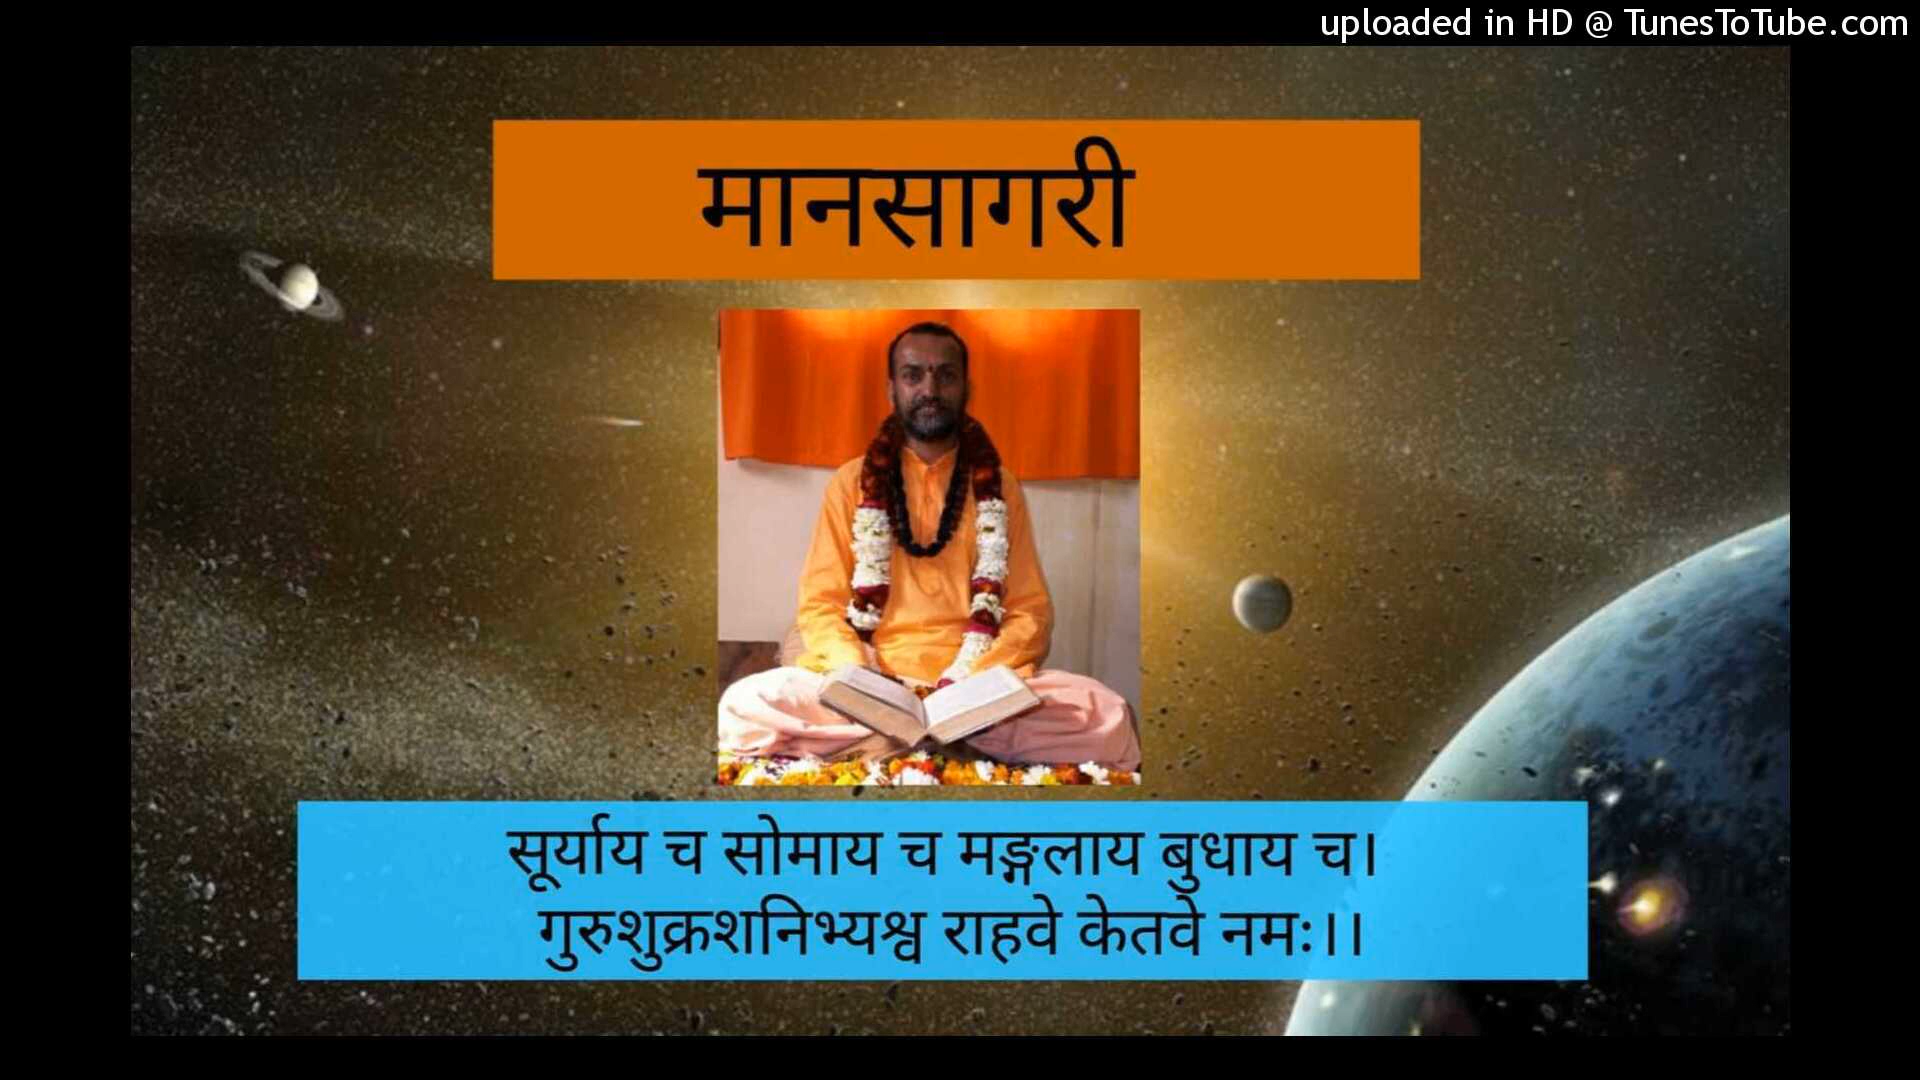 uploaded in HD @ TunesToTube.com
मानसागरी
सूर्याय च सोमाय च मङ्गलाय बुधाय च।
गुरुशुक्रशनिभ्यश्व राहवे केतवे नमः।।